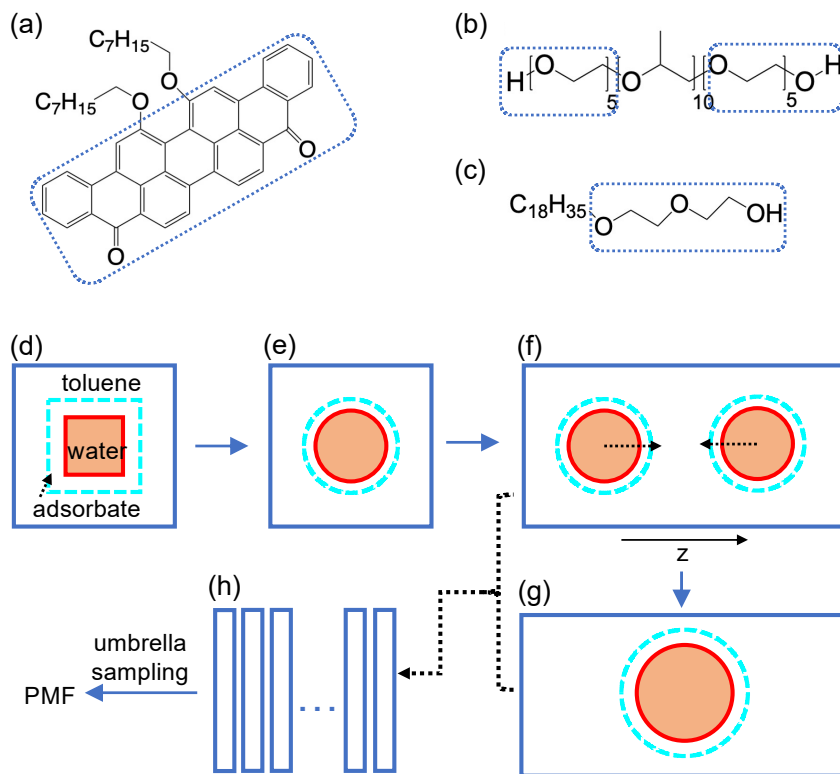 (a)
C7H15
O
C7H15
O
O
O
(b)
H
O
5
O
10
O
5
O
H
(c)
C18H35
O
O
OH
(d)
toluene
water
adsorbate
(e)
(f)
z
(g)
(h)
umbrella
sampling
PMF
. . .